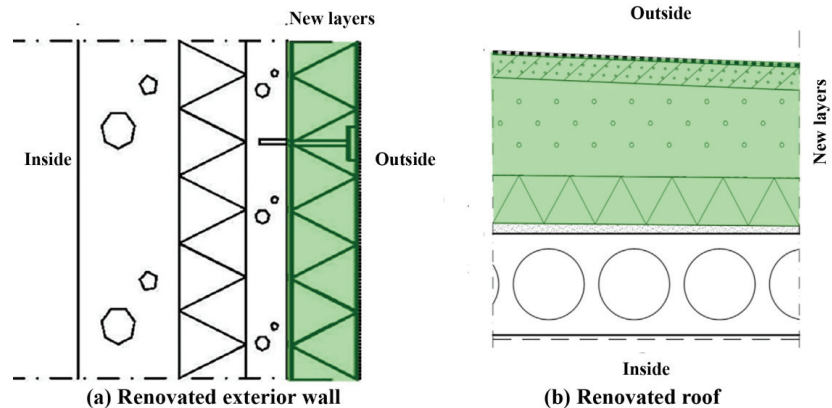 New layers
Inside
Outside
(a) Renovated exterior wall
Outside
New layers
Inside
(b) Renovated roof